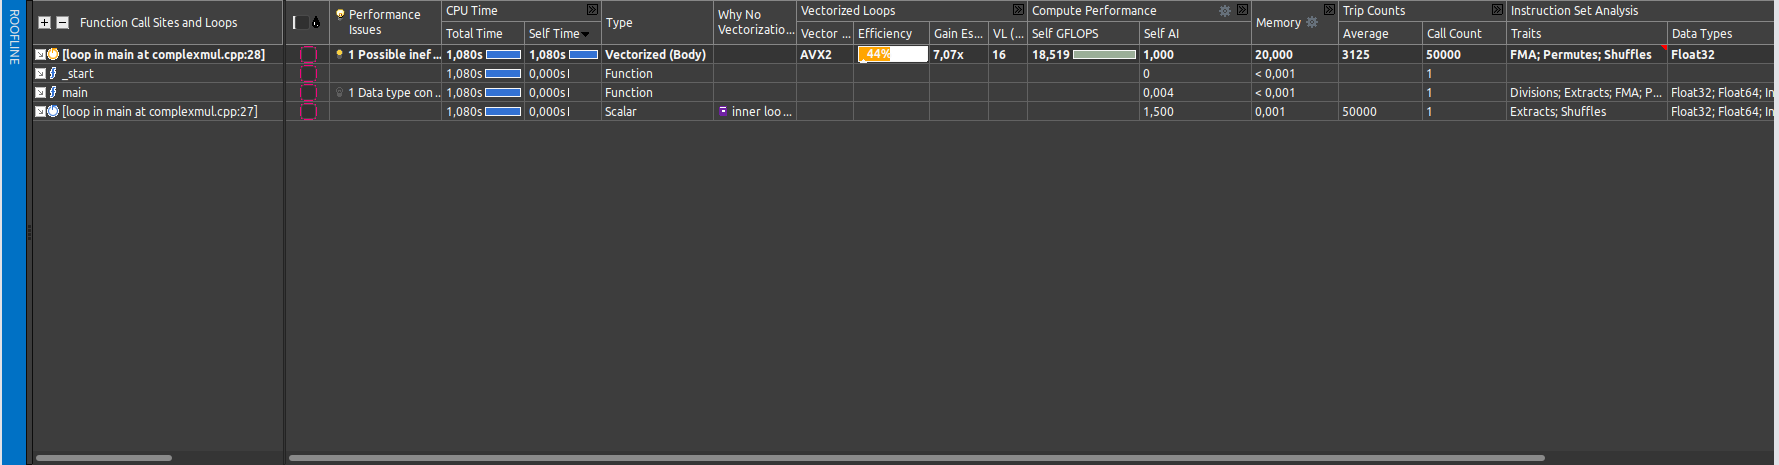 ROOFLINE
Function Call Sites and Loops Performance Issues CPU Time Type Why No Vectorizatio... Vectorized Loops Compute Performance Memory Trip Counts Instruction Set Analysis
Total Time Self Time Vector ... Efficiency Gain Es... VL (... Self GFLOPS Self AI Average Call Count Traits Data Types
[loop in main at complexmul.cpp:28] 1 Possible inef ... 1,080s 1,080s Vectorized (Body) AVX2 44% 7,07x 16 18,519 1,000 20,000 3125 50000 FMA; Permutes; Shuffles Float32
_start 1,080s 0,000s Function 0 < 0,001 1
main 1 Data type con ... 1,080s 0,000s Function 0,004 < 0,001 1 Divisions; Extracts; FMA; P... Float32; Float64; In
[loop in main at complexmul.cpp:27] 1,080s 0,000s Scalar inner loo ... 1,500 0,001 50000 1 Extracts; Shuffles Float32; Float64; In